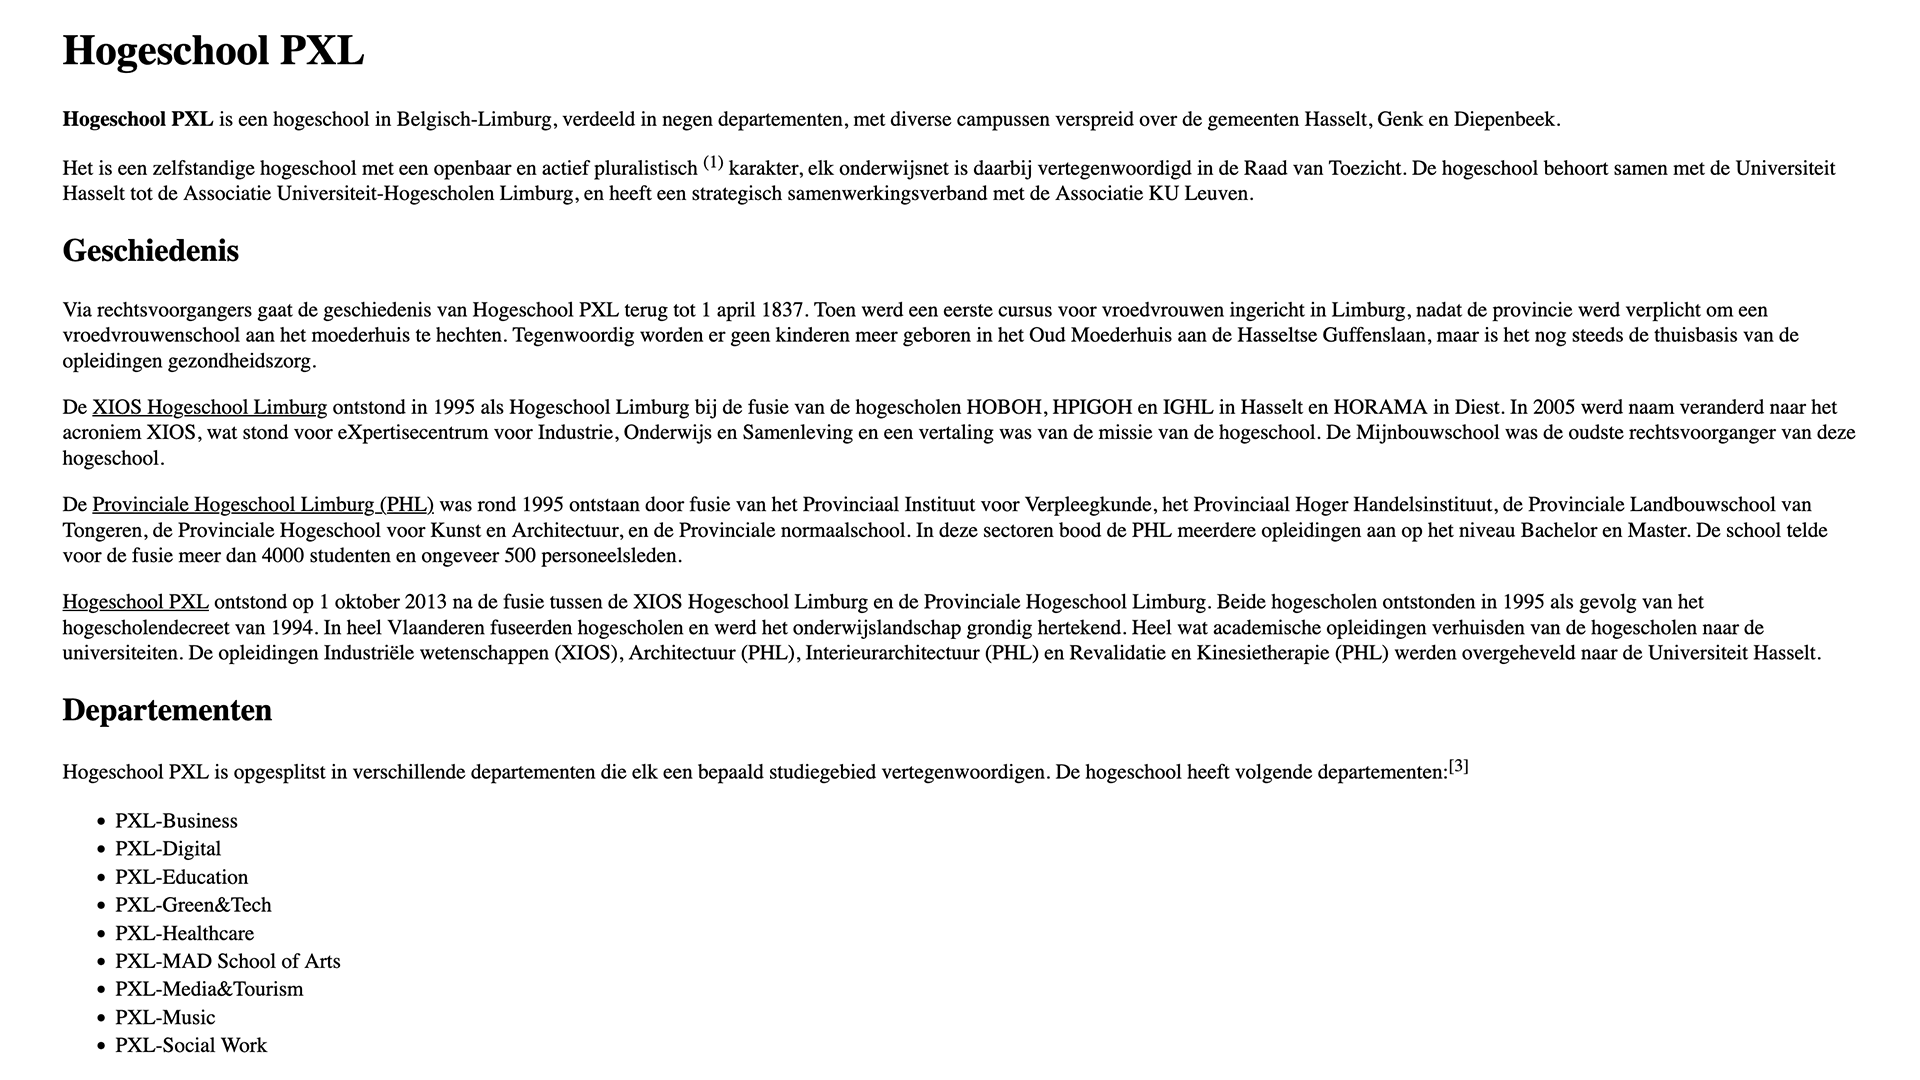 Hogeschool PXL
Hogeschool PXL is een hogeschool in Belgisch-Limburg, verdeeld in negen departementen, met diverse campussen verspreid over de gemeenten Hasselt, Genk en Diepenbeek.
Het is een zelfstandige hogeschool met een openbaar en actief pluralistisch (1) karakter, elk onderwijsnet is daarbij vertegenwoordigd in de Raad van Toezicht. De hogeschool behoort samen met de Universiteit
Hasselt tot de Associatie Universiteit-Hogescholen Limburg, en heeft een strategisch samenwerkingsverband met de Associatie KU Leuven.
Geschiedenis
Via rechtsvoorgangers gaat de geschiedenis van Hogeschool PXL terug tot 1 april 1837. Toen werd een eerste cursus voor vroedvrouwen ingericht in Limburg, nadat de provincie werd verplicht om een
vroedvrouwenschool aan het moederhuis te hechten. Tegenwoordig worden er geen kinderen meer geboren in het Oud Moederhuis aan de Hasseltse Guffenslaan, maar is het nog steeds de thuisbasis van de
opleidingen gezondheidszorg.
De XIOS Hogeschool Limburg ontstond in 1995 als Hogeschool Limburg bij de fusie van de hogescholen HOBOH, HPIGOH en IGHL in Hasselt en HORAMA in Diest. In 2005 werd naam veranderd naar het
acroniem XIOS, wat stond voor eXpertisecentrum voor Industrie, Onderwijs en Samenleving en een vertaling was van de missie van de hogeschool. De Mijnbouwschool was de oudste rechtsvoorganger van deze
hogeschool.
De Provinciale Hogeschool Limburg (PHL) was rond 1995 ontstaan door fusie van het Provinciaal Instituut voor Verpleegkunde, het Provinciaal Hoger Handelsinstituut, de Provinciale Landbouwschool van
Tongeren, de Provinciale Hogeschool voor Kunst en Architectuur, en de Provinciale normaalschool. In deze sectoren bood de PHL meerdere opleidingen aan op het niveau Bachelor en Master. De school telde
voor de fusie meer dan 4000 studenten en ongeveer 500 personeelsleden.
Hogeschool PXL ontstond op 1 oktober 2013 na de fusie tussen de XIOS Hogeschool Limburg en de Provinciale Hogeschool Limburg. Beide hogescholen ontstonden in 1995 als gevolg van het
hogescholendecreet van 1994. In heel Vlaanderen fuseerden hogescholen en werd het onderwijslandschap grondig hertekend. Heel wat academische opleidingen verhuisden van de hogescholen naar de
universiteiten. De opleidingen Industriële wetenschappen (XIOS), Architectuur (PHL), Interieurarchitectuur (PHL) en Revalidatie en Kinesietherapie (PHL) werden overgeheveld naar de Universiteit Hasselt.
Departementen
Hogeschool PXL is opgesplitst in verschillende departementen die elk een bepaald studiegebied vertegenwoordigen. De hogeschool heeft volgende departementen:[3]
• PXL-Business
• PXL-Digital
• PXL-Education
• PXL-Green&Tech
• PXL-Healthcare
• PXL-MAD School of Arts
• PXL-Media&Tourism
• PXL-Music
• PXL-Social Work